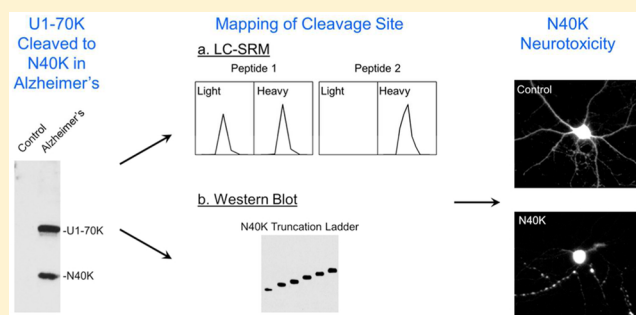 U1-70K
Cleaved to
N40K in
Alzheimer's
Control
Alzheimer's
-U1-70K
-N40K
Mapping of Cleavage Site
a. LC-SRM
Peptide 1
Peptide 2
Light
Heavy
Light
Heavy
b. Western Blot
N40K Truncation Ladder
N40K
Neurotoxicity
Control
N40K